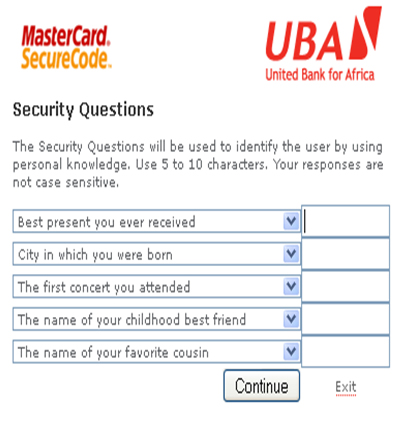 MasterCard.
SecureCode.
UBA
United Bank for Africa
Security Questions
The Security Questions will be used to identify the user by using
personal knowledge. Use 5 to 10 characters. Your responses are
not case sensitive.
Best present you ever received
City in which you were born
The first concert you attended
The name of your childhood best friend
The name of your favorite cousin
Continue
Exit